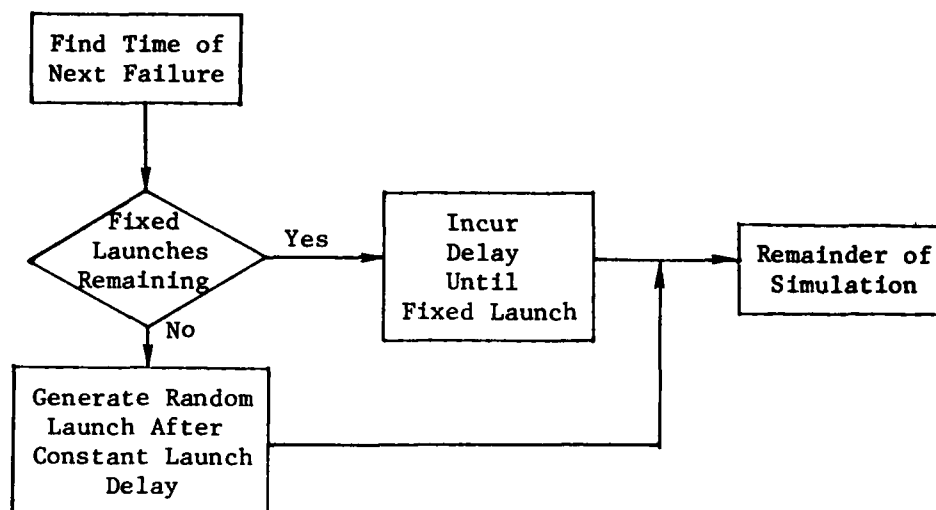 Find Time of
Next Failure
Fixed
Launches
Remaining
Yes
No
Incur
Delay
Until
Fixed Launch
Remainder of
Simulation
Generate Random
Launch After
Constant Launch
Delay